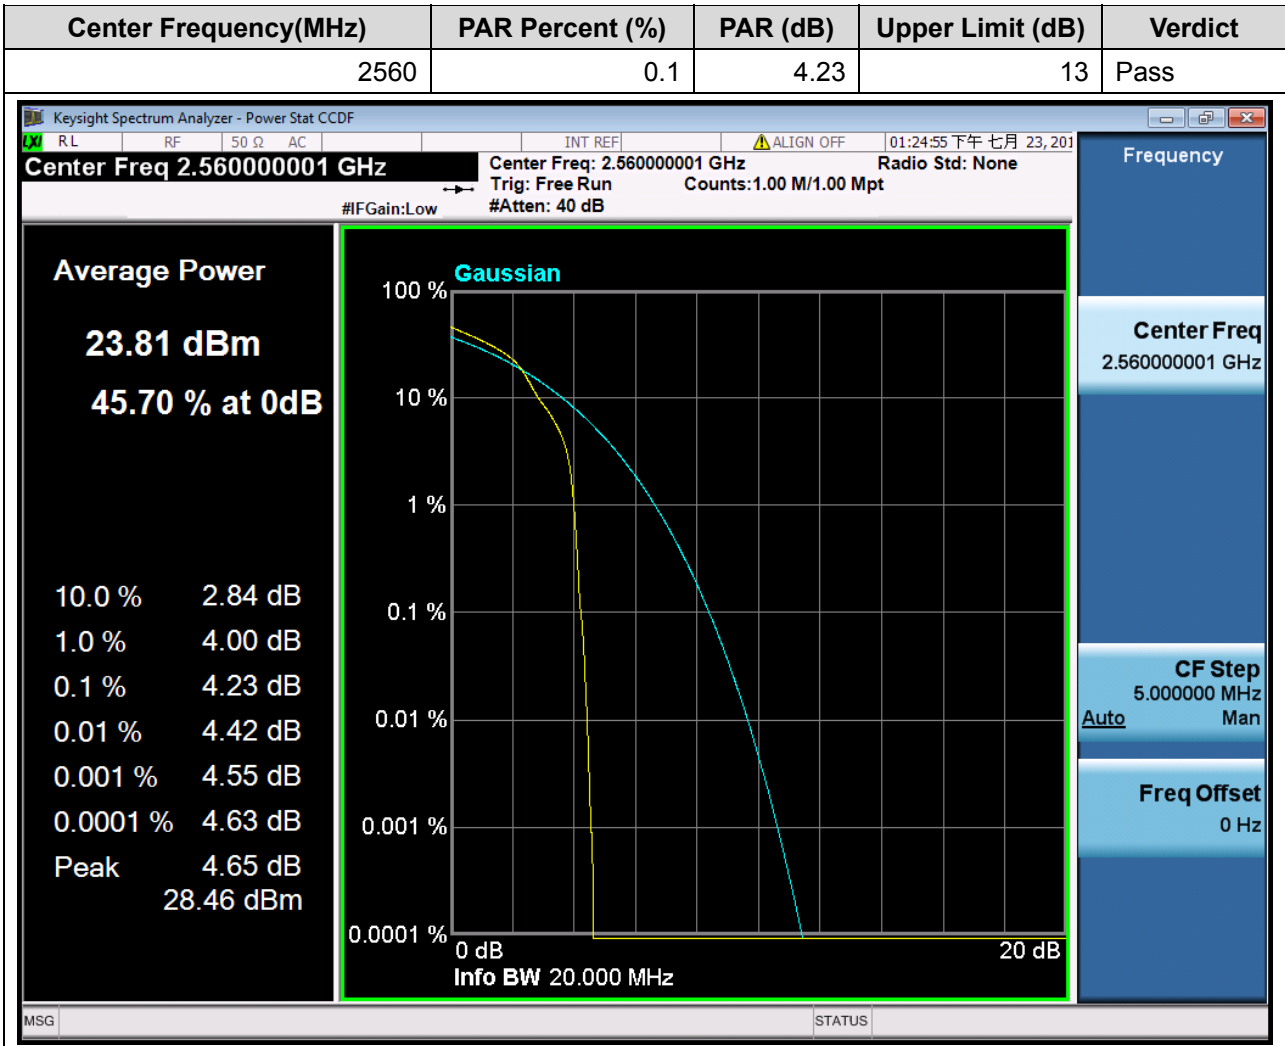 Center Frequency(MHz) PAR Percent (%) PAR (dB) Upper Limit (dB) Verdict
2560 0.1 4.23 13 Pass
Keysight Spectrum Analyzer - Power Stat CCDF
LXI RL RF 50 Ω AC INT REF ALIGN OFF 01:24:55 下午 七月 23, 201
Center Freq 2.560000001 GHz
#IFGain:Low
Center Freq: 2.560000001 GHz Radio Std: None
Trig: Free Run Counts:1.00 M/1.00 Mpt
#Atten: 40 dB
Average Power
23.81 dBm
45.70 % at 0dB
10.0 % 2.84 dB
1.0 % 4.00 dB
0.1 % 4.23 dB
0.01 % 4.42 dB
0.001 % 4.55 dB
0.0001 % 4.63 dB
Peak 4.65 dB
28.46 dBm
Gaussian
100 %
10 %
1 %
0.1 %
0.01 %
0.001 %
0.0001 %
0 dB 20 dB
Info BW 20.000 MHz
Frequency
Center Freq
2.560000001 GHz
CF Step
5.000000 MHz
Auto Man
Freq Offset
0 Hz
MSG STATUS